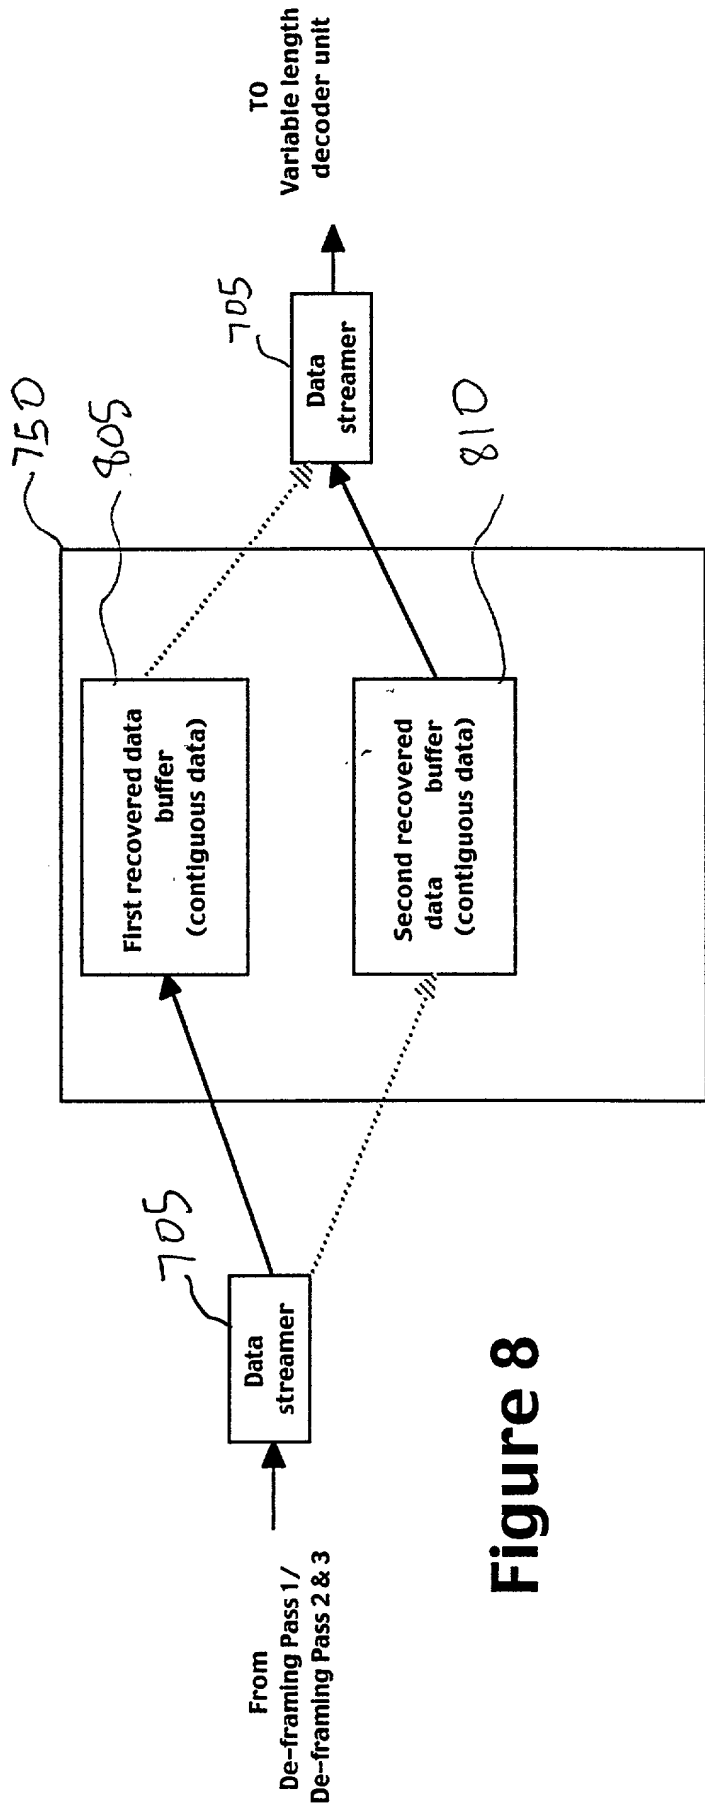 From
De-framing Pass 1/
De-framing Pass 2 & 3
705
Data
streamer
750
805
First recovered data
buffer
(contiguous data)
810
Second recovered
data buffer
(contiguous data)
705
Data
streamer
TO
Variable length
decoder unit
Figure 8